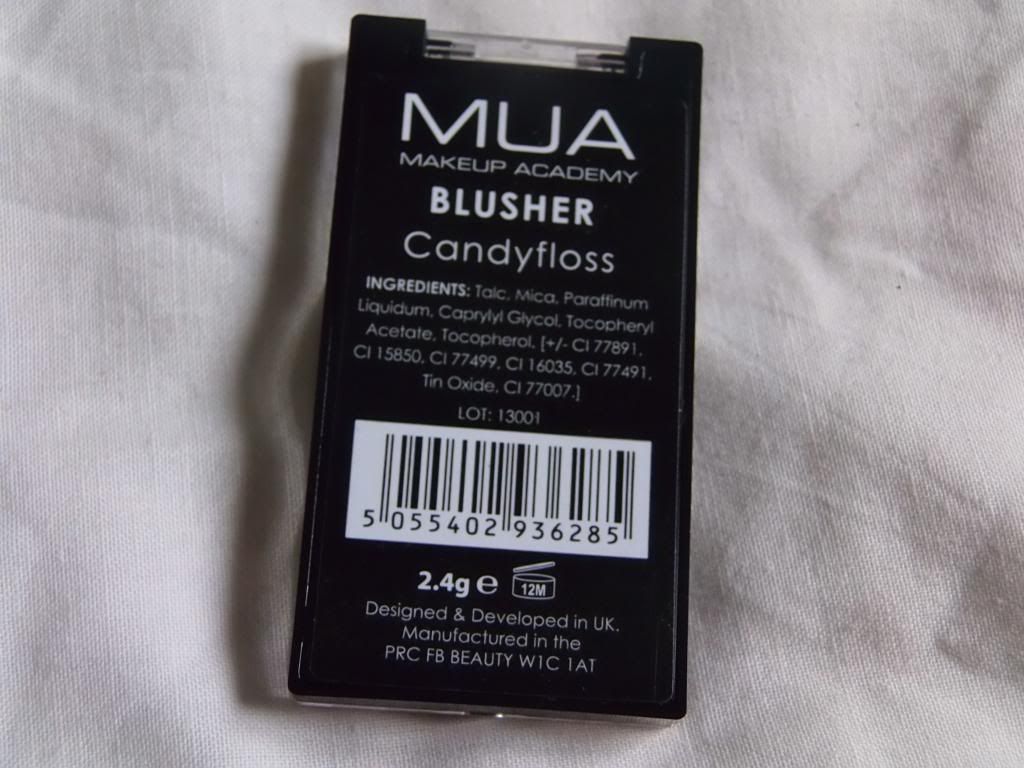 MUA
MAKEUP ACADEMY
BLUSHER
Candyfloss
INGREDIENTS: Talc, Mica, Paraffinum
Liquidum, Caprylyl Glycol, Tocopheryl
Acetate, Tocopherol, [+/- CI 77891,
CI 15850, CI 77499, CI 16035, CI 77491,
Tin Oxide, CI 77007.]
LOT: 13001
5 055402 936285
2.4g e 12M
Designed & Developed in UK.
Manufactured in the
PRC FB BEAUTY W1C 1AT